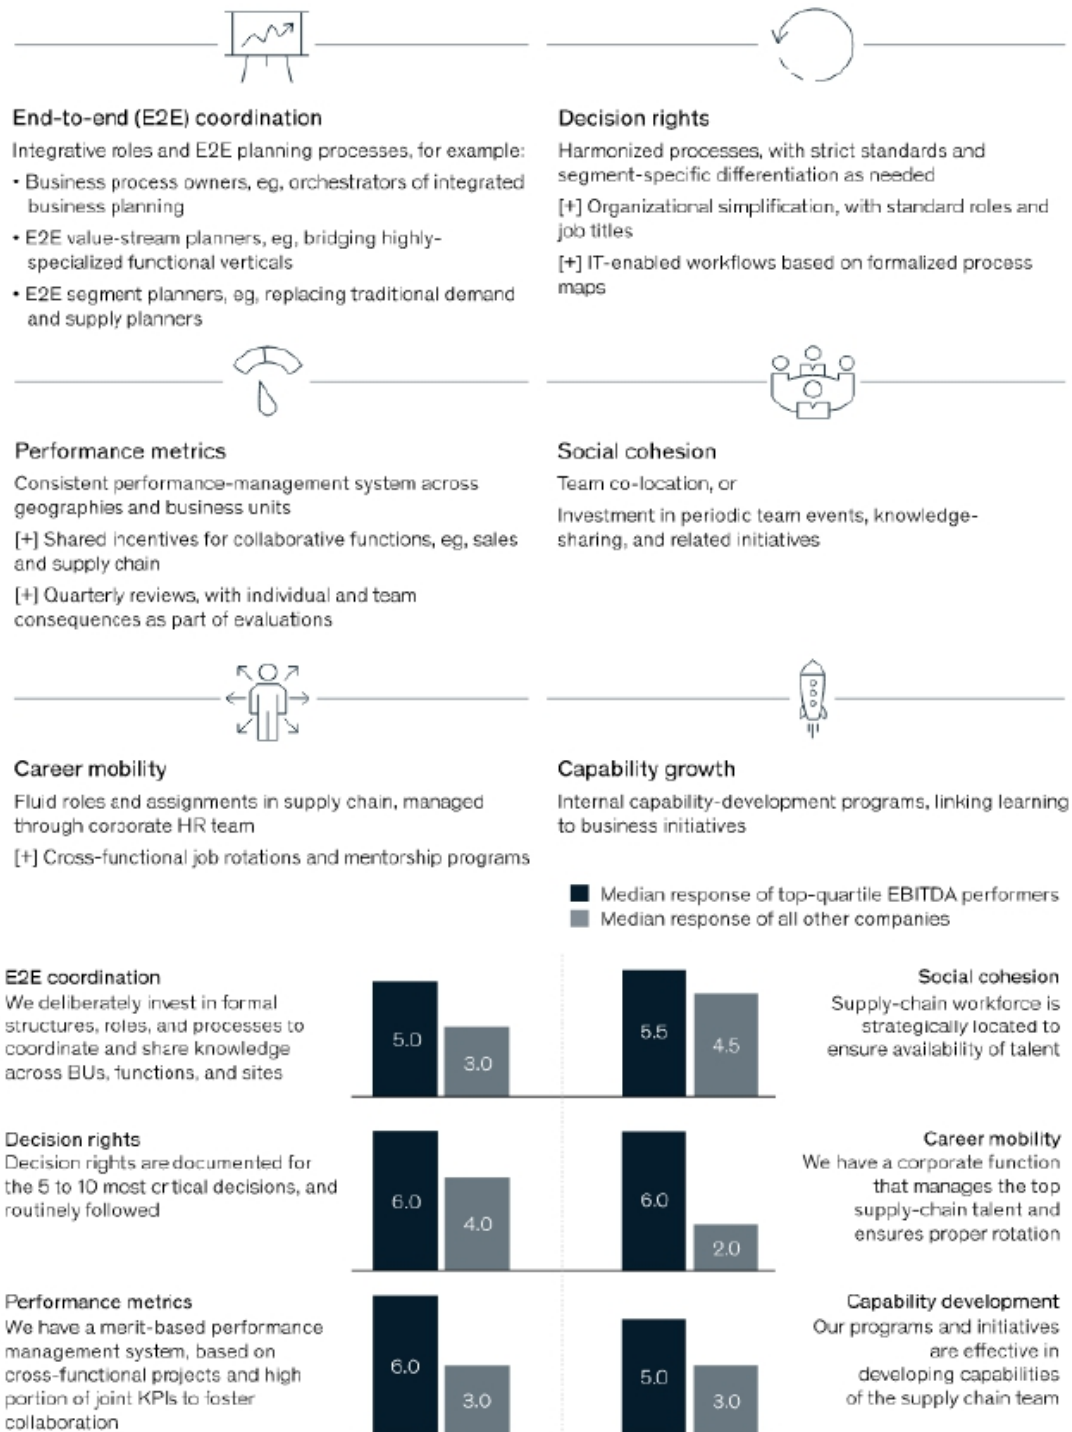 End-to-end (E2E) coordination
Integrative roles and E2E planning processes, for example:
• Business process owners, eg, orchestrators of integrated
business planning
• E2E value-stream planners, eg, bridging highly-
specialized functional verticals
• E2E segment planners, eg, replacing traditional demand
and supply planners
Decision rights
Harmonized processes, with strict standards and
segment-specific differentiation as needed
[+] Organizational simplification, with standard roles and
job titles
[+] IT-enabled workflows based on formalized process
maps
Performance metrics
Consistent performance-management system across
geographies and business units
[+] Shared incentives for collaborative functions, eg, sales
and supply chain
[+] Quarterly reviews, with individual and team
consequences as part of evaluations
Social cohesion
Team co-location, or
Investment in periodic team events, knowledge-
sharing, and related initiatives
Career mobility
Fluid roles and assignments in supply chain, managed
through corporate HR team
[+] Cross-functional job rotations and mentorship programs
Capability growth
Internal capability-development programs, linking learning
to business initiatives
Median response of top-quartile EBITDA performers
Median response of all other companies
E2E coordination
We deliberately invest in formal
structures, roles, and processes to
coordinate and share knowledge
across BUs, functions, and sites
5.0
3.0
5.5
4.5
Social cohesion
Supply-chain workforce is
strategically located to
ensure availability of talent
Decision rights
Decision rights are documented for
the 5 to 10 most critical decisions, and
routinely followed
6.0
4.0
6.0
2.0
Career mobility
We have a corporate function
that manages the top
supply-chain talent and
ensures proper rotation
Performance metrics
We have a merit-based performance
management system, based on
cross-functional projects and high
portion of joint KPIs to foster
collaboration
6.0
3.0
5.0
3.0
Capability development
Our programs and initiatives
are effective in
developing capabilities
of the supply chain team